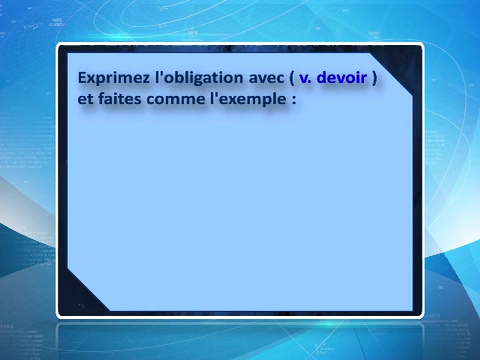 Exprimez l'obligation avec ( v. devoir )
et faites comme l'exemple :